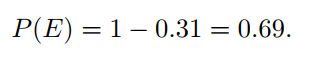 P(E) = 1 − 0.31 = 0.69.